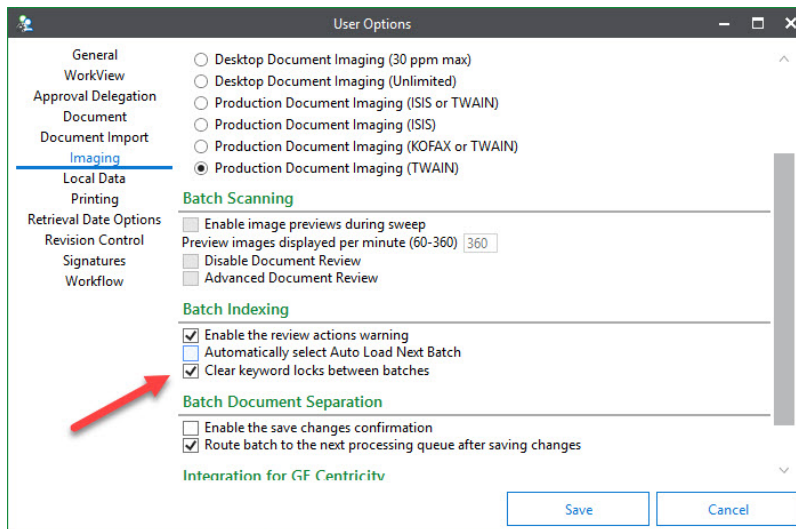 User Options
General
WorkView
Approval Delegation
Document
Document Import
Imaging
Local Data
Printing
Retrieval Date Options
Revision Control
Signatures
Workflow
Desktop Document Imaging (30 ppm max)
Desktop Document Imaging (Unlimited)
Production Document Imaging (ISIS or TWAIN)
Production Document Imaging (ISIS)
Production Document Imaging (KOFAX or TWAIN)
Production Document Imaging (TWAIN)
Batch Scanning
Enable image previews during sweep
Preview images displayed per minute (60-360) 360
Disable Document Review
Advanced Document Review
Batch Indexing
Enable the review actions warning
Automatically select Auto Load Next Batch
Clear keyword locks between batches
Batch Document Separation
Enable the save changes confirmation
Route batch to the next processing queue after saving changes
Integration for GE Centricity
Save Cancel